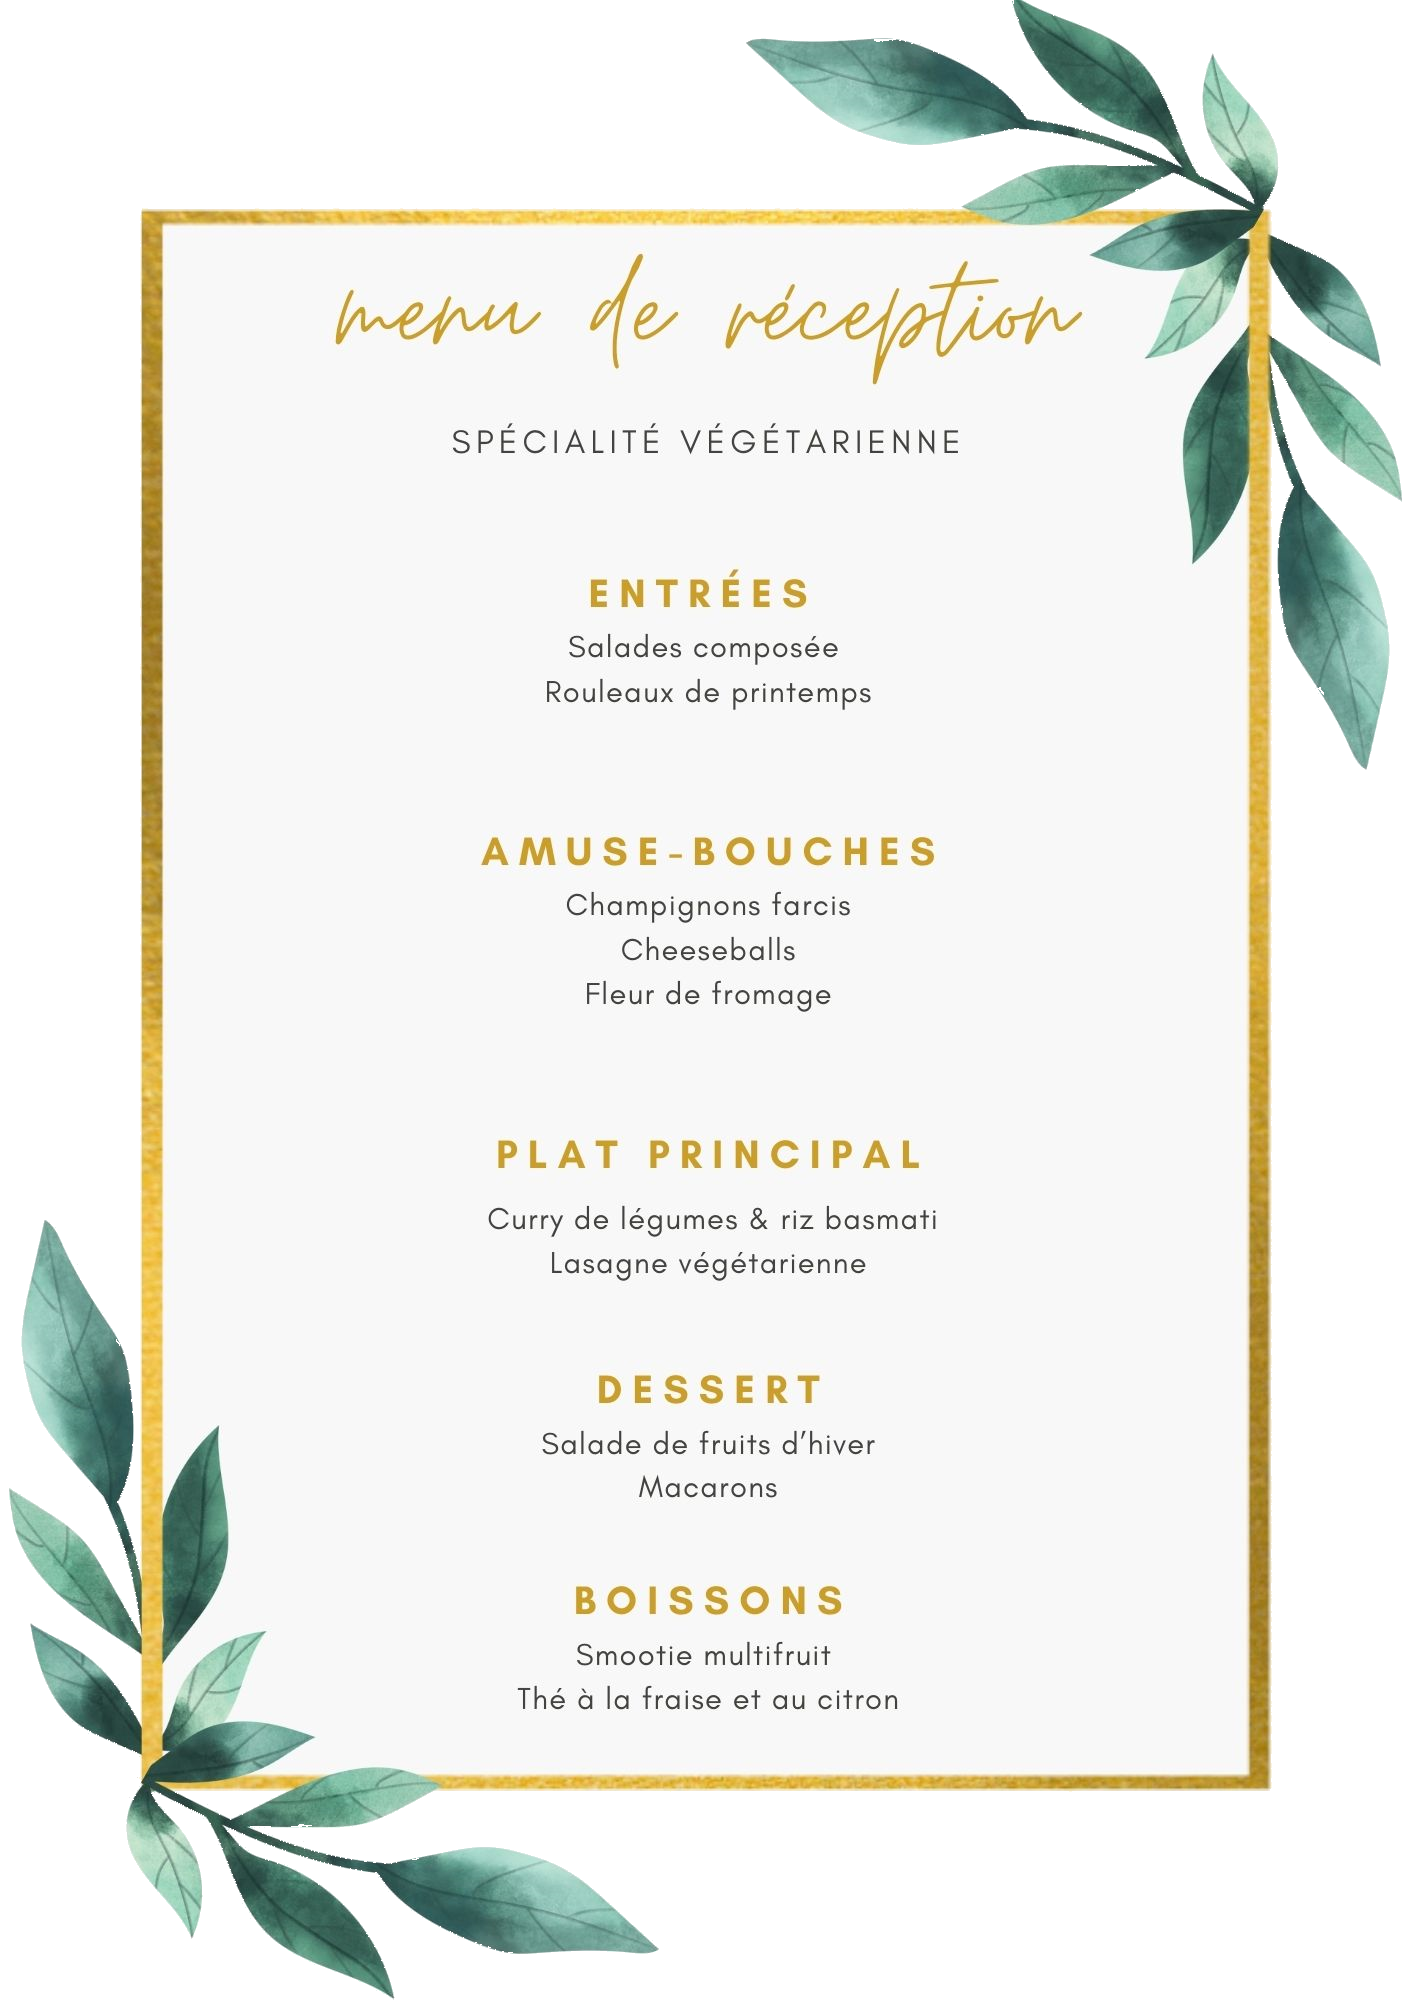 menu de réception
SPÉCIALITÉ VÉGÉTARIENNE
ENTRÉES
Salades composée
Rouleaux de printemps
AMUSE-BOUCHES
Champignons farcis
Cheeseballs
Fleur de fromage
PLAT PRINCIPAL
Curry de légumes & riz basmati
Lasagne végétarienne
DESSERT
Salade de fruits d’hiver
Macarons
BOISSONS
Smootie multifruit
Thé à la fraise et au citron